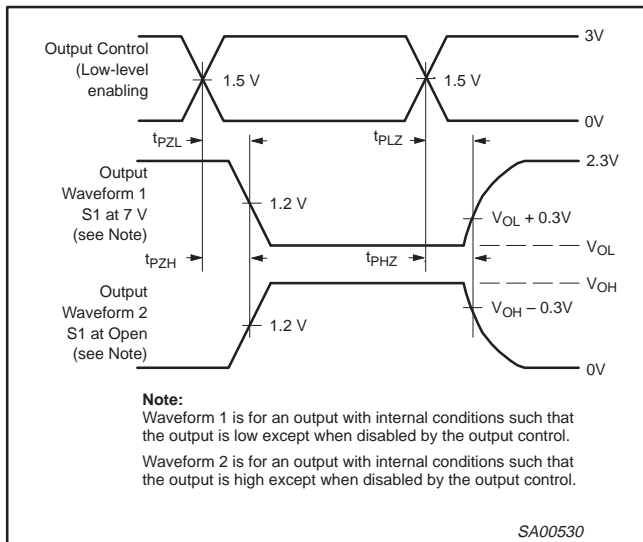 3V
Output Control
(Low-level
enabling
1.5 V
1.5 V
0V
tPZL
tPLZ
2.3V
Output
Waveform 1
S1 at 7 V
(see Note)
1.2 V
VOL + 0.3V
VOL
tPZH
tPHZ
VOH
Output
Waveform 2
S1 at Open
(see Note)
1.2 V
VOH – 0.3V
0V
Note:
Waveform 1 is for an output with internal conditions such that
the output is low except when disabled by the output control.
Waveform 2 is for an output with internal conditions such that
the output is high except when disabled by the output control.
SA00530